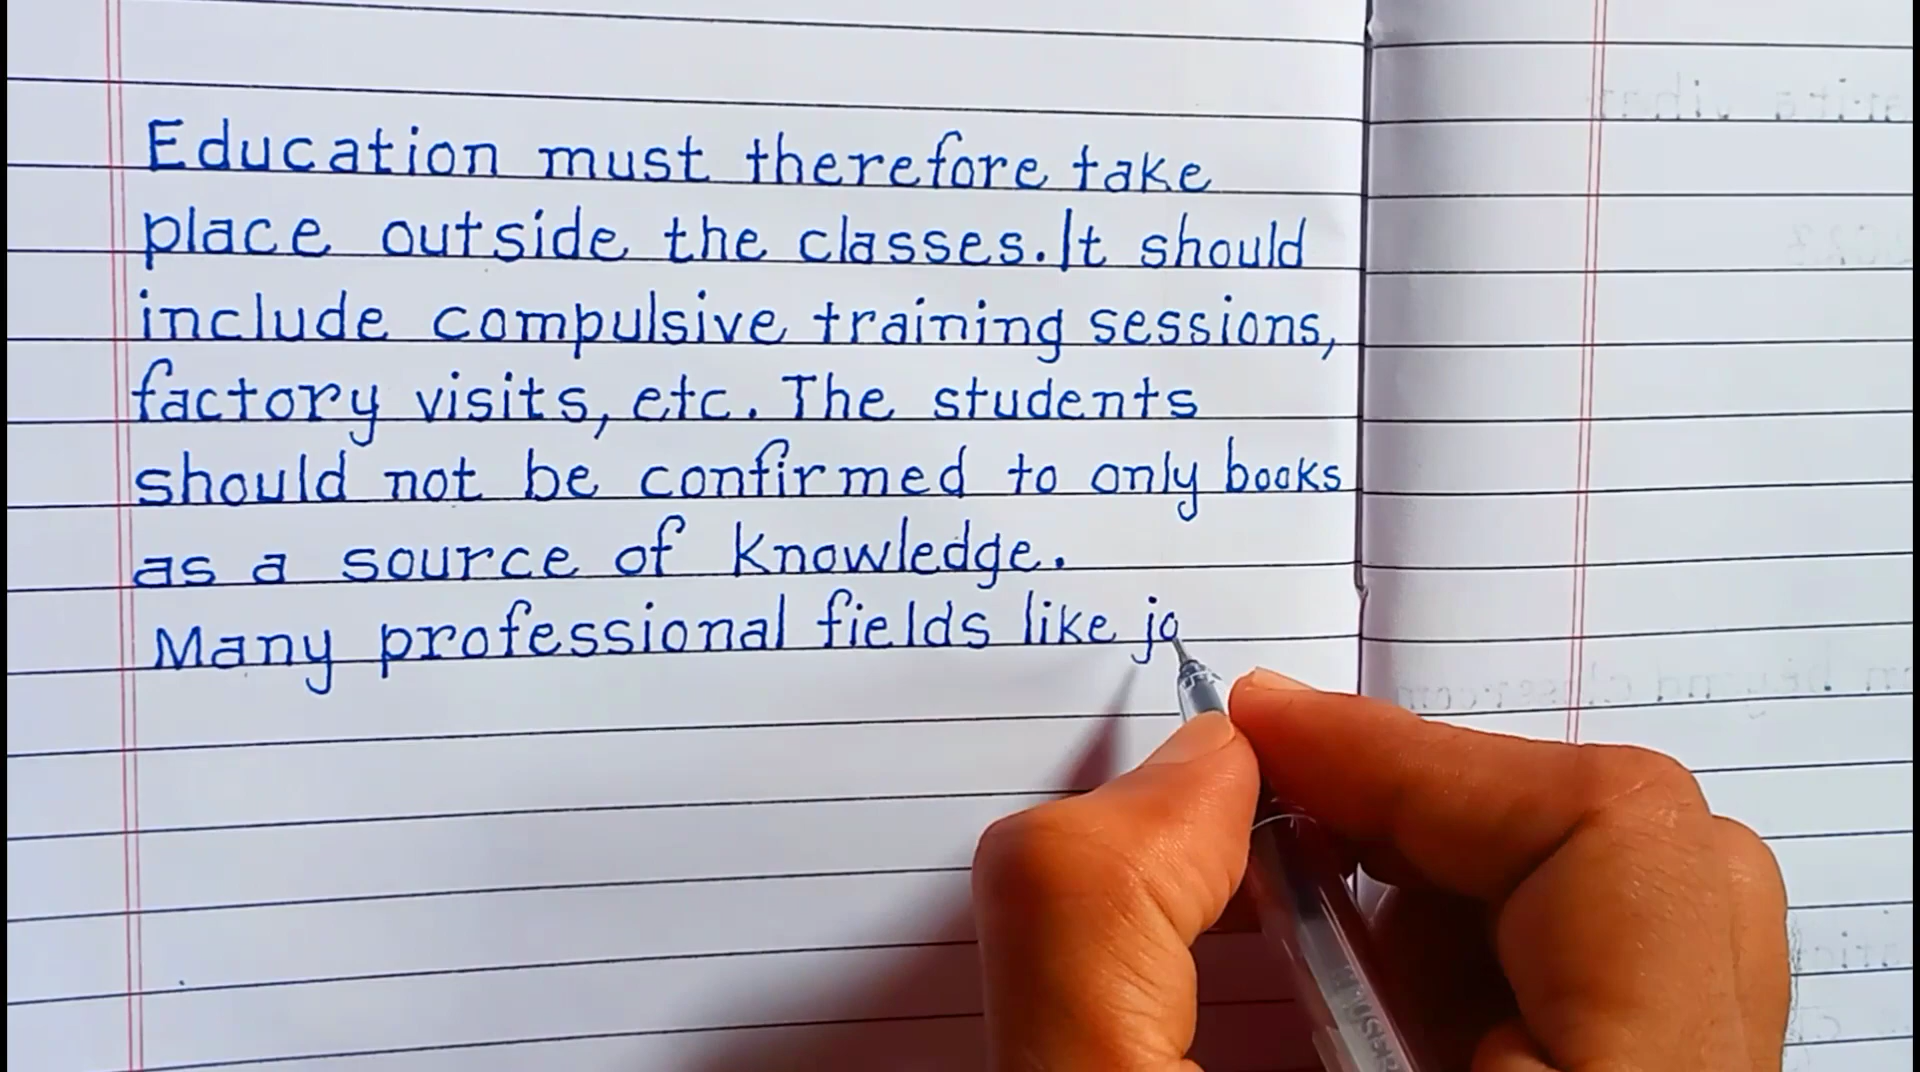 Education must therefore take
place outside the classes. It should
include compulsive training sessions,
factory visits, etc. The students
should not be confirmed to only books
as a source of knowledge.
Many professional fields like jo